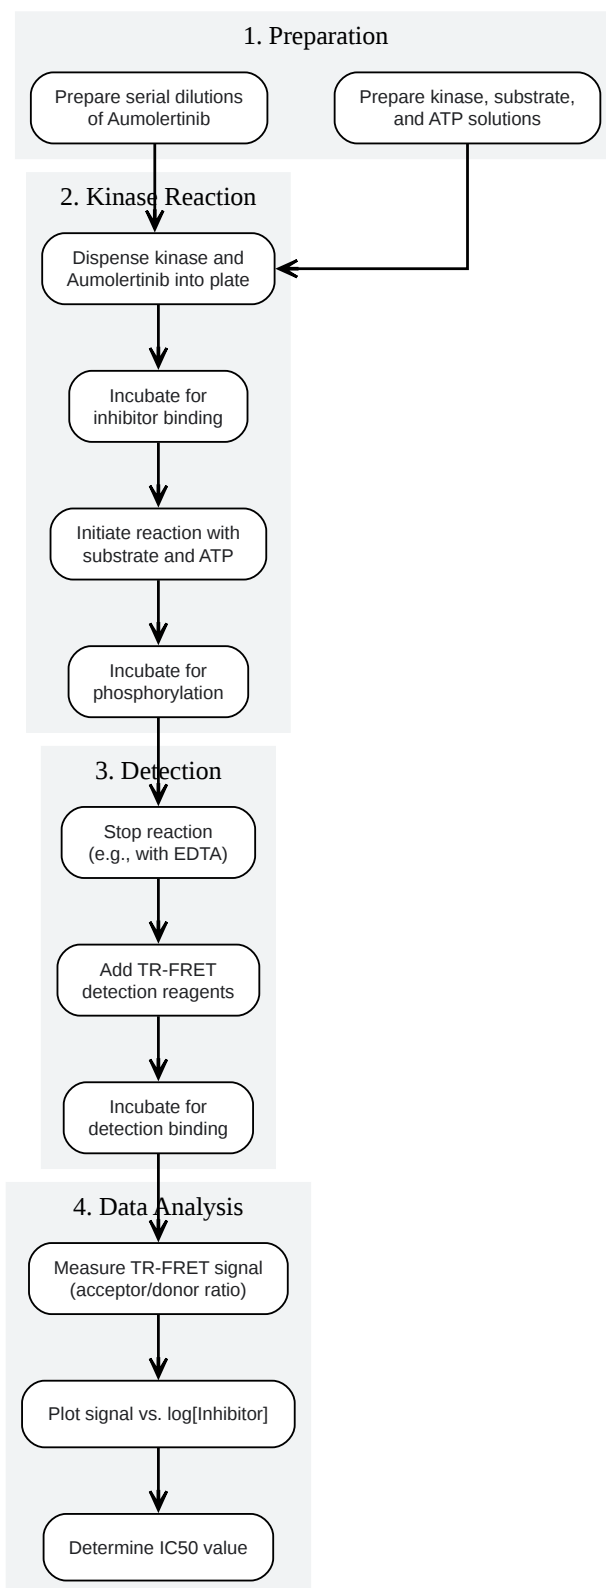 1. Preparation
Prepare serial dilutions
of Aumolertinib
Prepare kinase, substrate,
and ATP solutions
2. Kinase Reaction
Dispense kinase and
Aumolertinib into plate
Incubate for
inhibitor binding
Initiate reaction with
substrate and ATP
Incubate for
phosphorylation
3. Detection
Stop reaction
(e.g., with EDTA)
Add TR-FRET
detection reagents
Incubate for
detection binding
4. Data Analysis
Measure TR-FRET signal
(acceptor/donor ratio)
Plot signal vs. log[Inhibitor]
Determine IC50 value